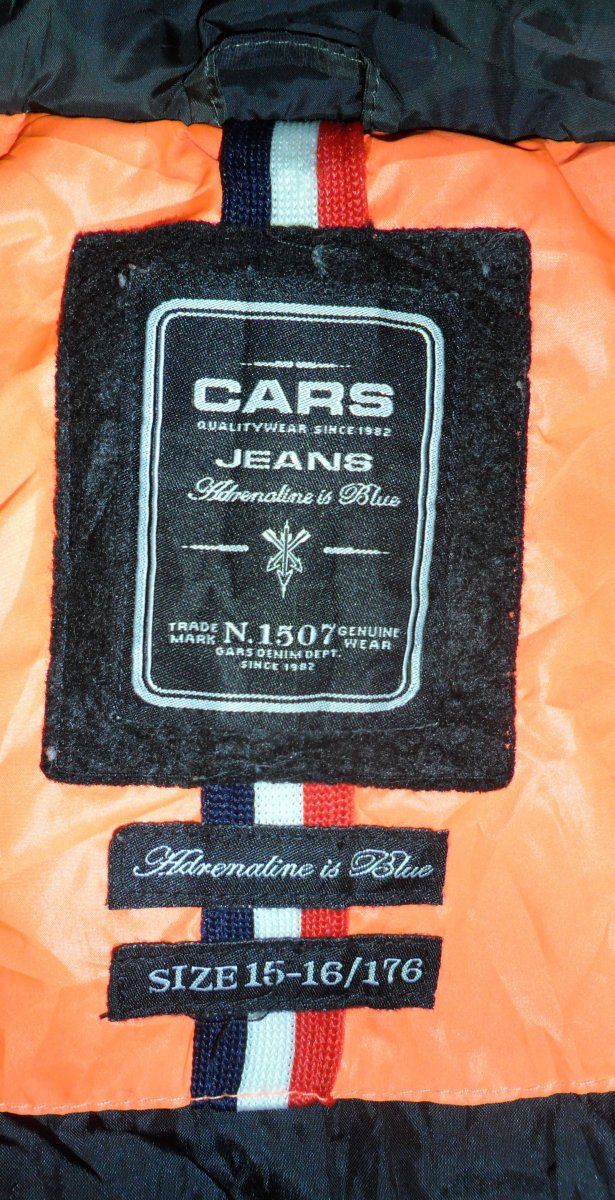 CARS
QUALITYWEAR SINCE 1982
JEANS
Adrenaline is Blue
TRADE MARK N.1507 GENUINE WEAR
CARS DENIM DEPT.
SINCE 1982
Adrenaline is Blue
SIZE 15-16/176